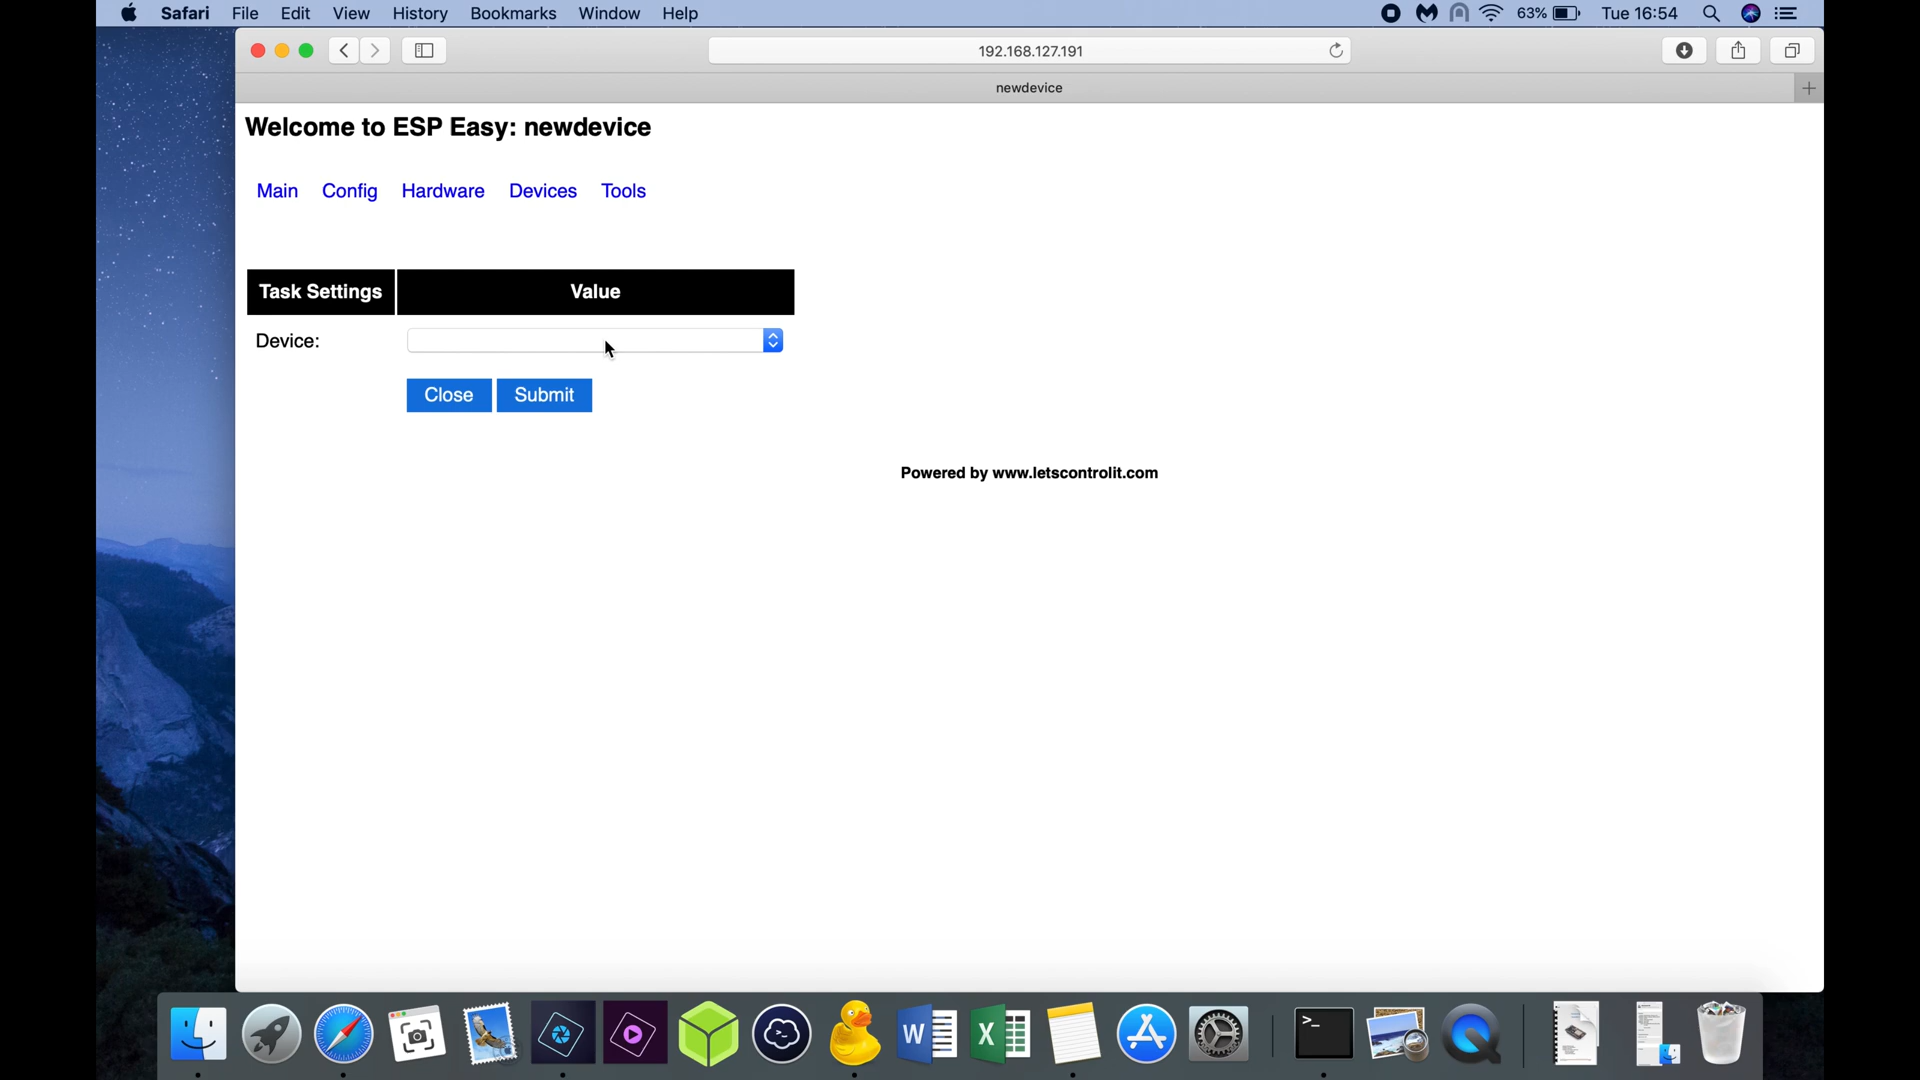 Safari File Edit View History Bookmarks Window Help 63% Tue 16:54
192.168.127.191
newdevice
Welcome to ESP Easy: newdevice
Main Config Hardware Devices Tools
Task Settings Value
Device:
Close Submit
Powered by www.letscontrolit.com